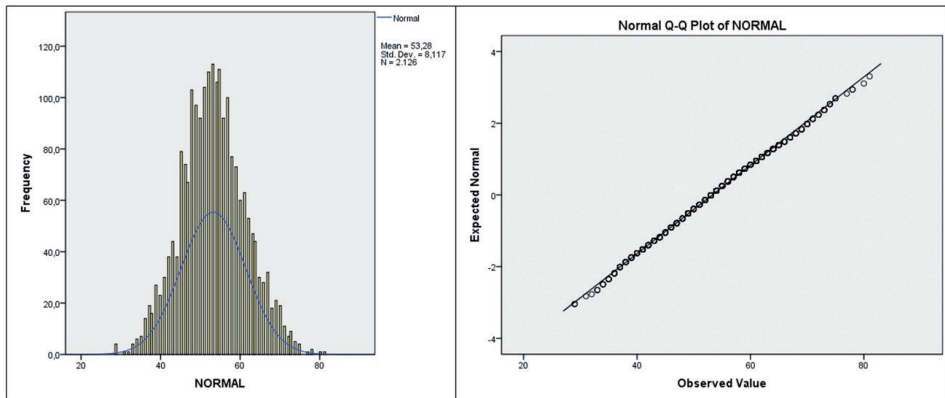 Normal
Mean = 53,28
Std. Dev. = 8,117
N = 2.126
120,0
100,0
80,0
60,0
40,0
20,0
0,0
Frequency
20 40 60 80
NORMAL
Normal Q-Q Plot of NORMAL
4
2
0
-2
-4
Expected Normal
20 40 60 80
Observed Value